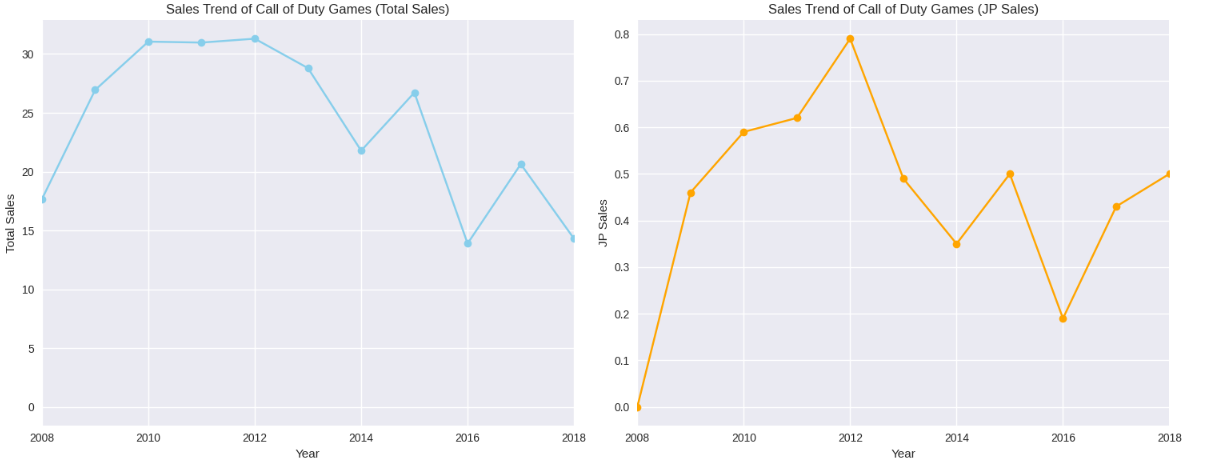 Sales Trend of Call of Duty Games (Total Sales)
30
25
20
15
10
5
0
Total Sales
2008 2010 2012 2014 2016 2018
Year
Sales Trend of Call of Duty Games (JP Sales)
0.8
0.7
0.6
0.5
0.4
0.3
0.2
0.1
0.0
JP Sales
2008 2010 2012 2014 2016 2018
Year